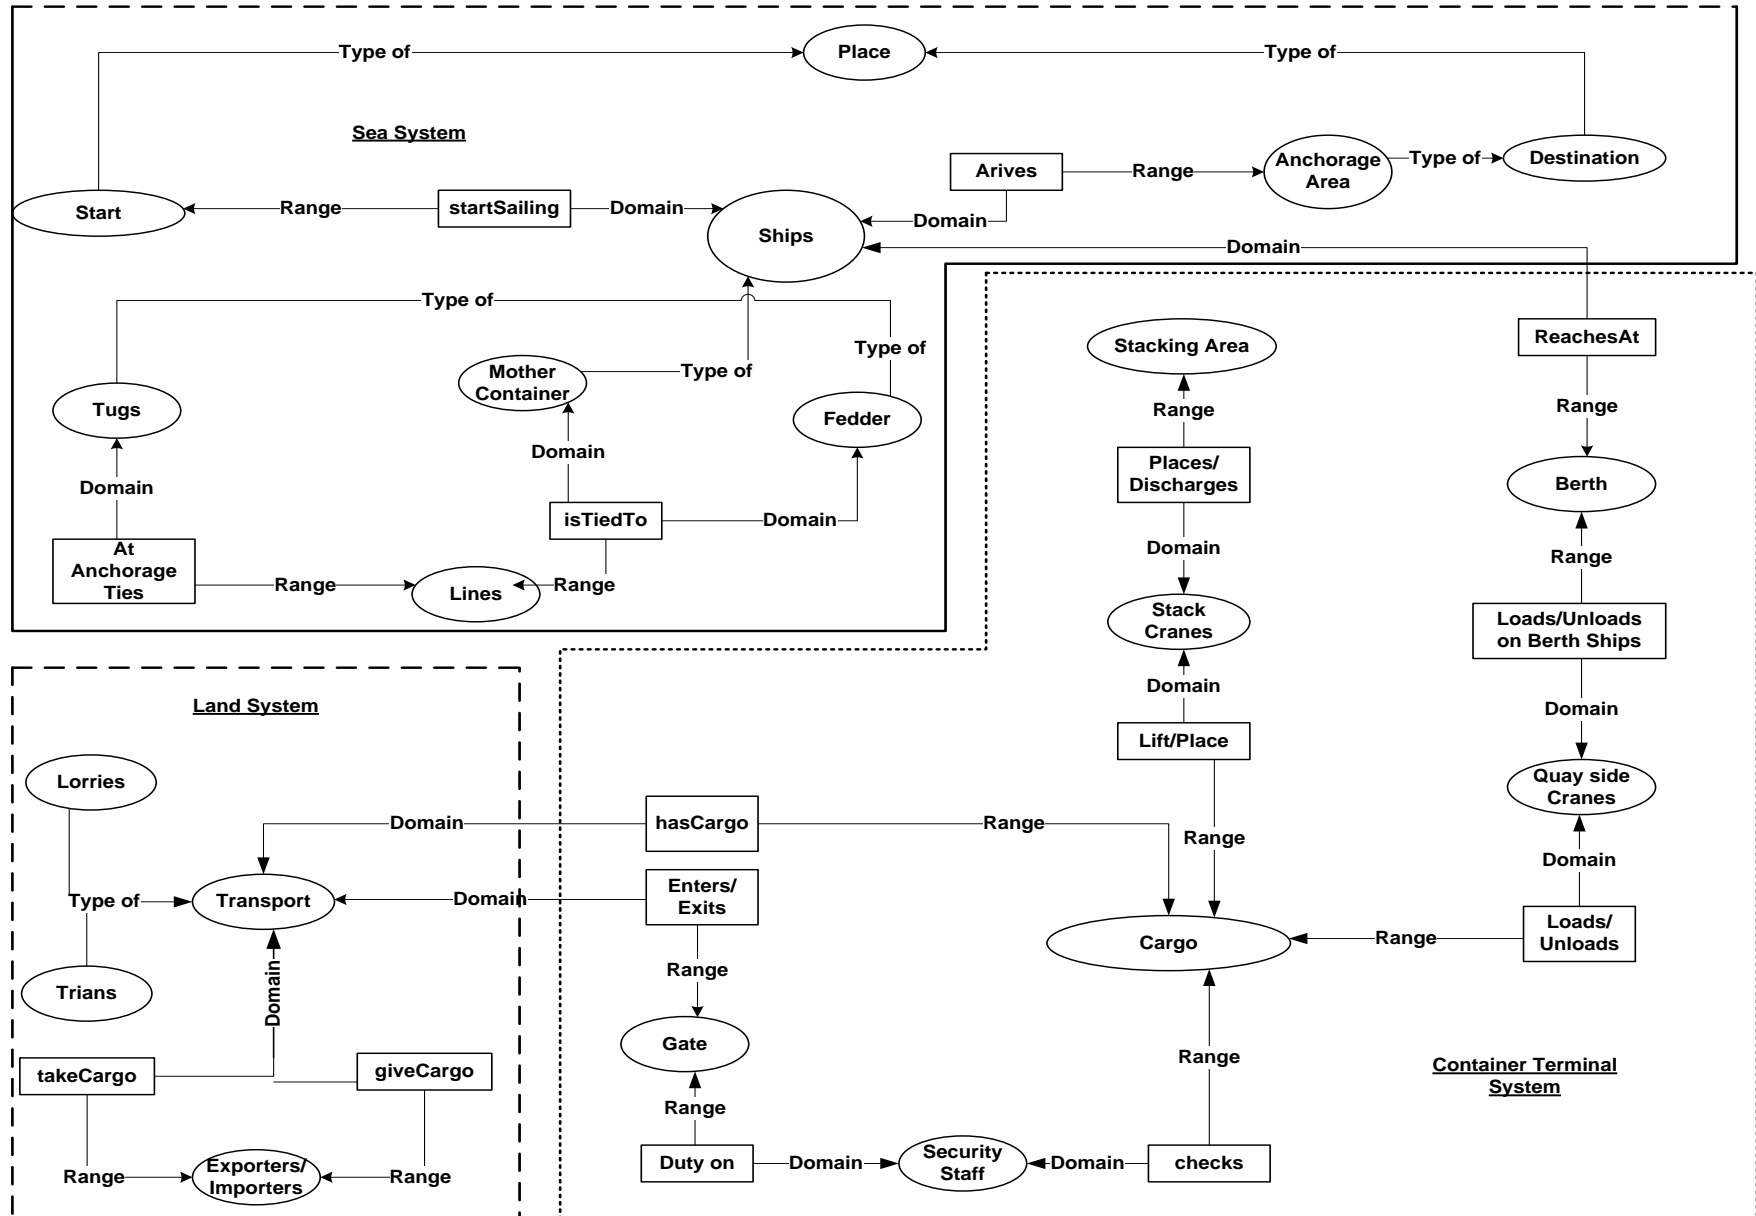 Type of
Place
Type of
Sea System
Arives
Range
Anchorage
Area
Type of
Destination
Start
Range
startSailing
Domain
Ships
Domain
Domain
Type of
Type of
Mother
Container
Type of
Tugs
Fedder
Domain
Domain
isTiedTo
Domain
At
Anchorage
Ties
Range
Lines
Range
Stacking Area
Range
Places/
Discharges
Domain
Stack
Cranes
Domain
Lift/Place
Range
ReachesAt
Range
Berth
Range
Loads/Unloads
on Berth Ships
Domain
Quay side
Cranes
Domain
Loads/
Unloads
Range
Land System
Lorries
Domain
hasCargo
Range
Type of
Transport
Domain
Enters/
Exits
Cargo
Trians
Domain
Range
Gate
takeCargo
giveCargo
Range
Range
Container Terminal
System
Range
Exporters/
Importers
Range
Duty on
Domain
Security
Staff
Domain
checks